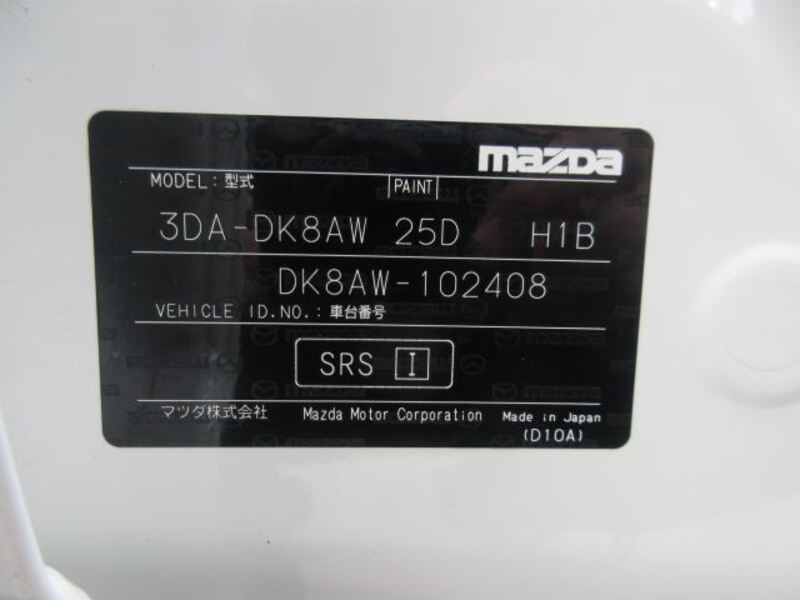 mazda
MODEL:型式 PAINT
3DA-DK8AW 25D H1B
DK8AW-102408
VEHICLE ID.NO.:車台番号
SRS I
マツダ株式会社 Mazda Motor Corporation Made in Japan
(D10A)